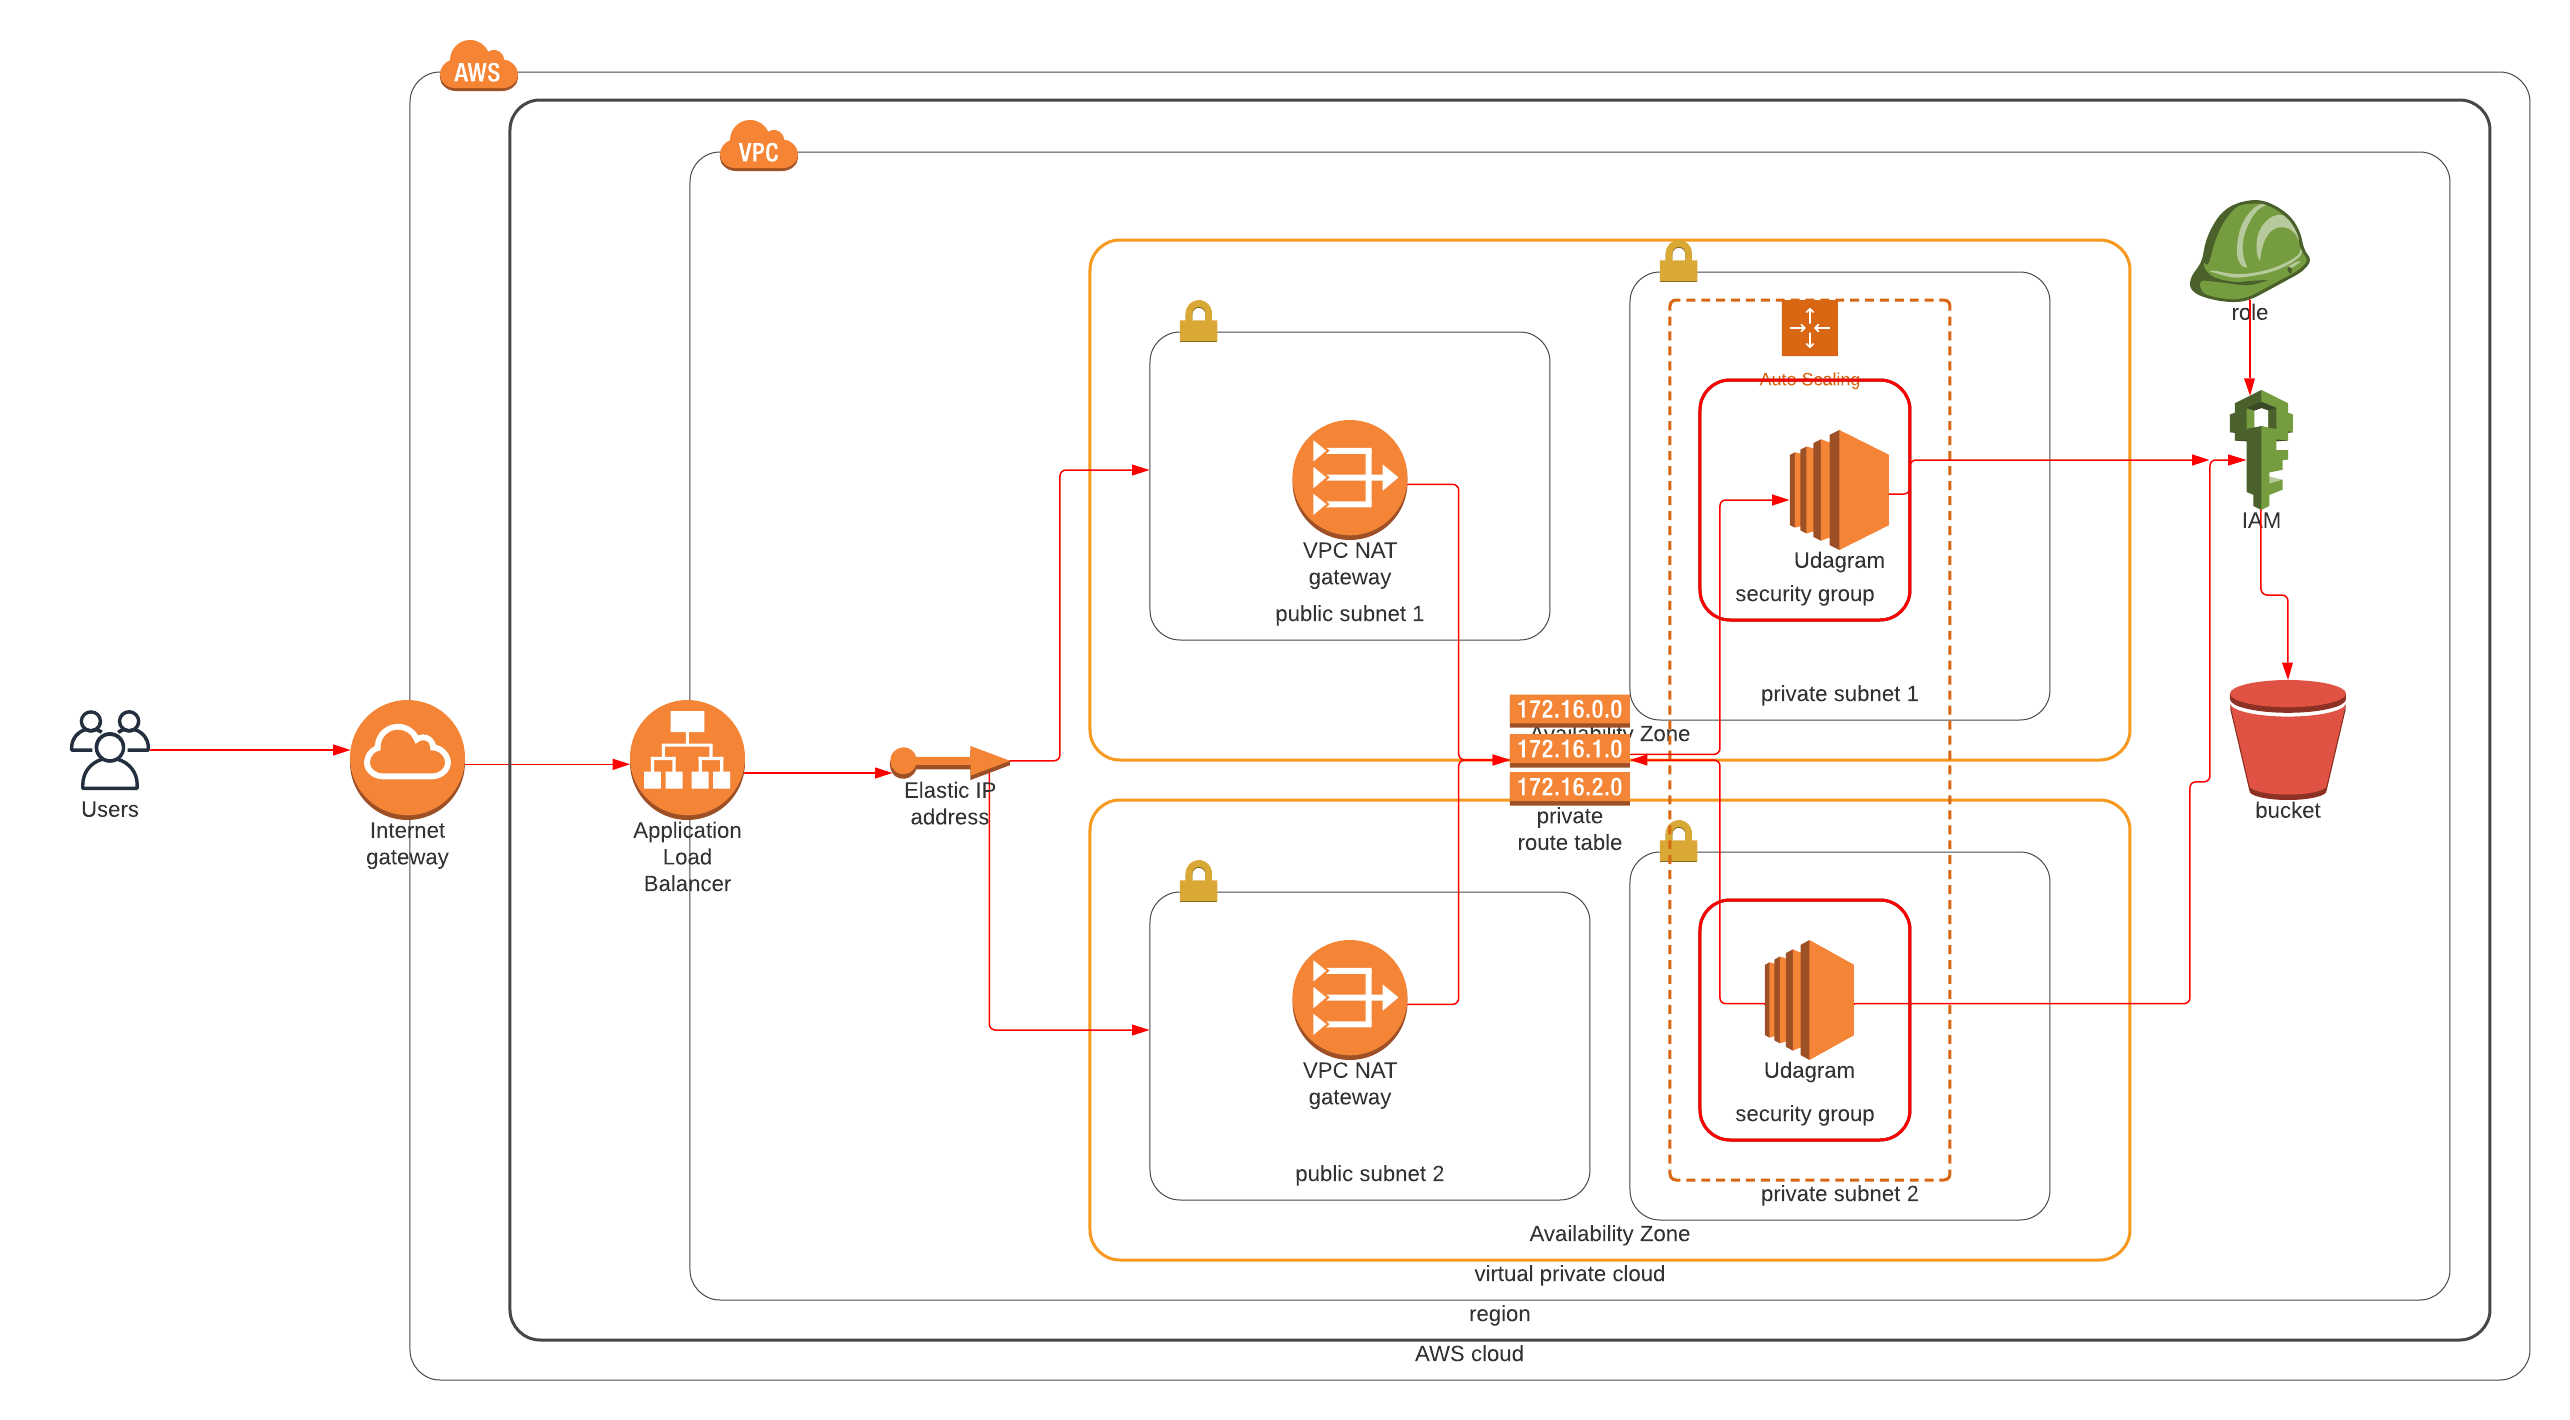 AWS
VPC
role
Auto Scaling
IAM
Udagram
security group
VPC NAT
gateway
public subnet 1
private subnet 1
172.16.0.0
Availability Zone
172.16.1.0
172.16.2.0
private
route table
Users
Internet
gateway
Application
Load
Balancer
Elastic IP
address
bucket
VPC NAT
gateway
public subnet 2
Udagram
security group
private subnet 2
Availability Zone
virtual private cloud
region
AWS cloud